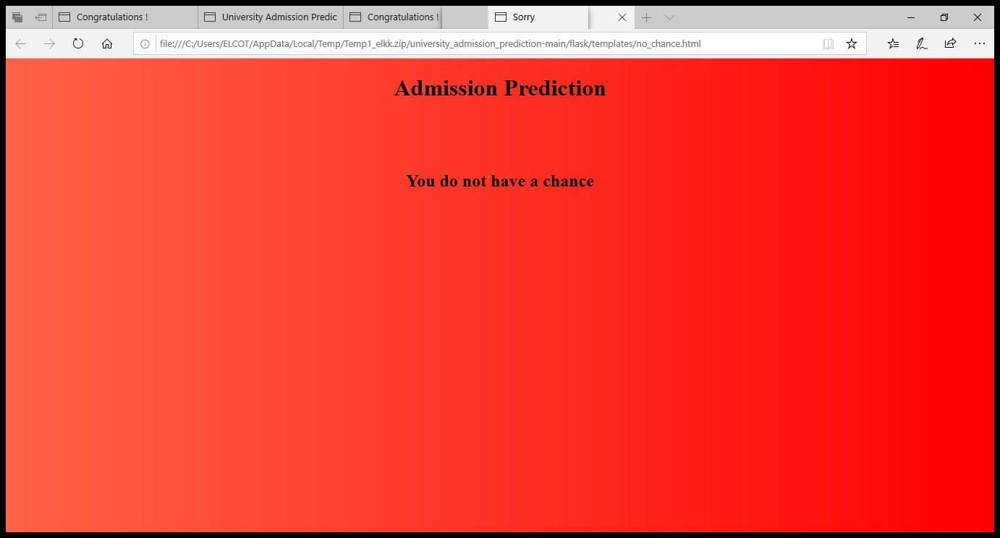 Congratulations !
University Admission Predic
Congratulations !
Sorry
file:///C:/Users/ELCOT/AppData/Local/Temp/Temp1_elkk.zip/university_admission_prediction-main/flask/templates/no_chance.html
Admission Prediction
You do not have a chance